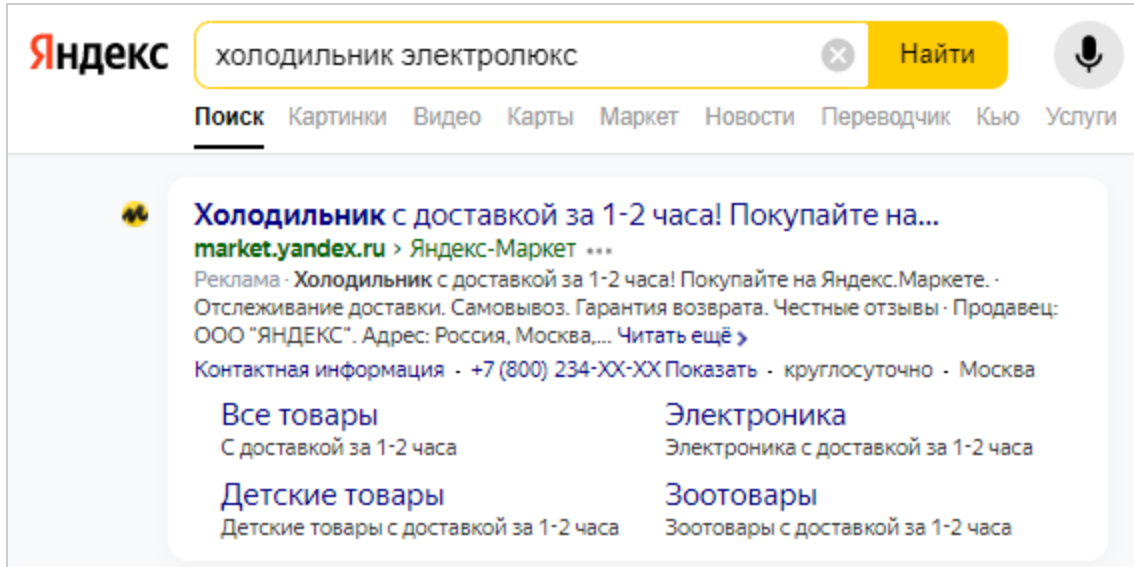 Яндекс
холодильник электролюкс
Найти
Поиск Картинки Видео Карты Маркет Новости Переводчик Кью Услуги
Холодильник с доставкой за 1-2 часа! Покупайте на...
market.yandex.ru › Яндекс-Маркет •••
Реклама · Холодильник с доставкой за 1-2 часа! Покупайте на Яндекс.Маркете. ·
Отслеживание доставки. Самовывоз. Гарантия возврата. Честные отзывы · Продавец:
ООО "ЯНДЕКС". Адрес: Россия, Москва,... Читать ещё ›
Контактная информация · +7 (800) 234-XX-XX Показать · круглосуточно · Москва
Все товары
С доставкой за 1-2 часа
Электроника
Электроника с доставкой за 1-2 часа
Детские товары
Детские товары с доставкой за 1-2 часа
Зоотовары
Зоотовары с доставкой за 1-2 часа